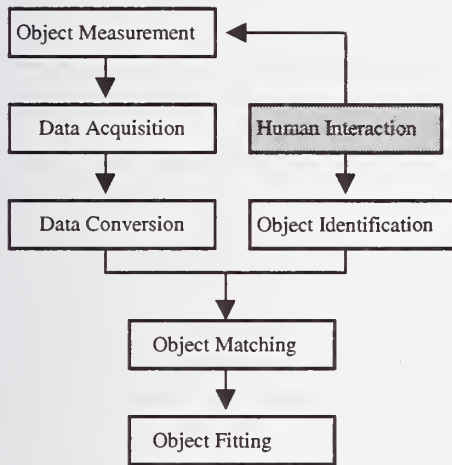 Object Measurement
Data Acquisition
Human Interaction
Data Conversion
Object Identification
Object Matching
Object Fitting